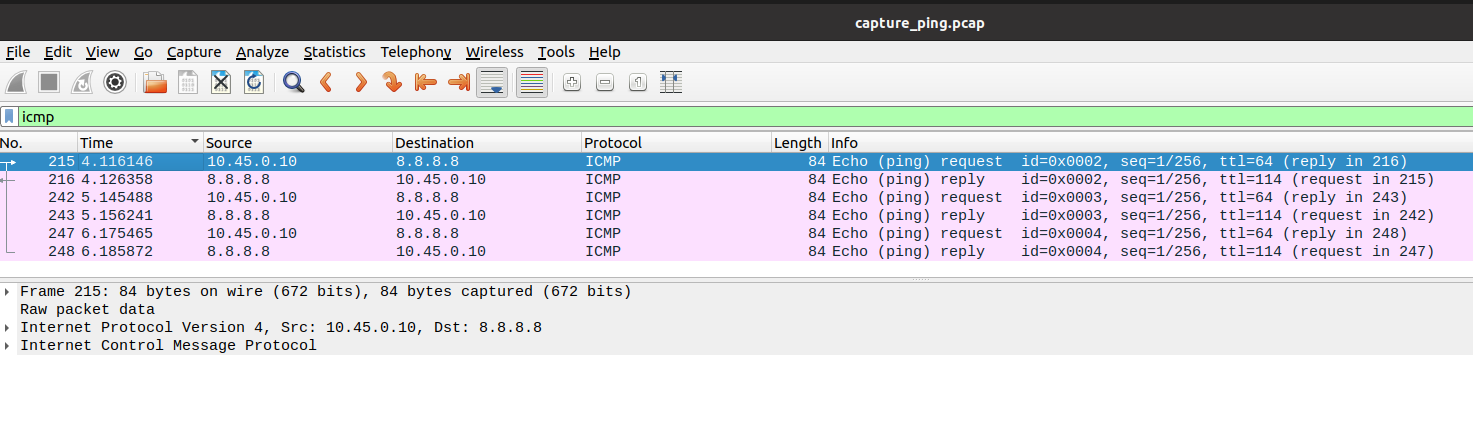 capture_ping.pcap
File Edit View Go Capture Analyze Statistics Telephony Wireless Tools Help
icmp
No. Time Source Destination Protocol Length Info
215 4.116146 10.45.0.10 8.8.8.8 ICMP 84 Echo (ping) request id=0x0002, seq=1/256, ttl=64 (reply in 216)
216 4.126358 8.8.8.8 10.45.0.10 ICMP 84 Echo (ping) reply id=0x0002, seq=1/256, ttl=114 (request in 215)
242 5.145488 10.45.0.10 8.8.8.8 ICMP 84 Echo (ping) request id=0x0003, seq=1/256, ttl=64 (reply in 243)
243 5.156241 8.8.8.8 10.45.0.10 ICMP 84 Echo (ping) reply id=0x0003, seq=1/256, ttl=114 (request in 242)
247 6.175465 10.45.0.10 8.8.8.8 ICMP 84 Echo (ping) request id=0x0004, seq=1/256, ttl=64 (reply in 248)
248 6.185872 8.8.8.8 10.45.0.10 ICMP 84 Echo (ping) reply id=0x0004, seq=1/256, ttl=114 (request in 247)
Frame 215: 84 bytes on wire (672 bits), 84 bytes captured (672 bits)
Raw packet data
Internet Protocol Version 4, Src: 10.45.0.10, Dst: 8.8.8.8
Internet Control Message Protocol